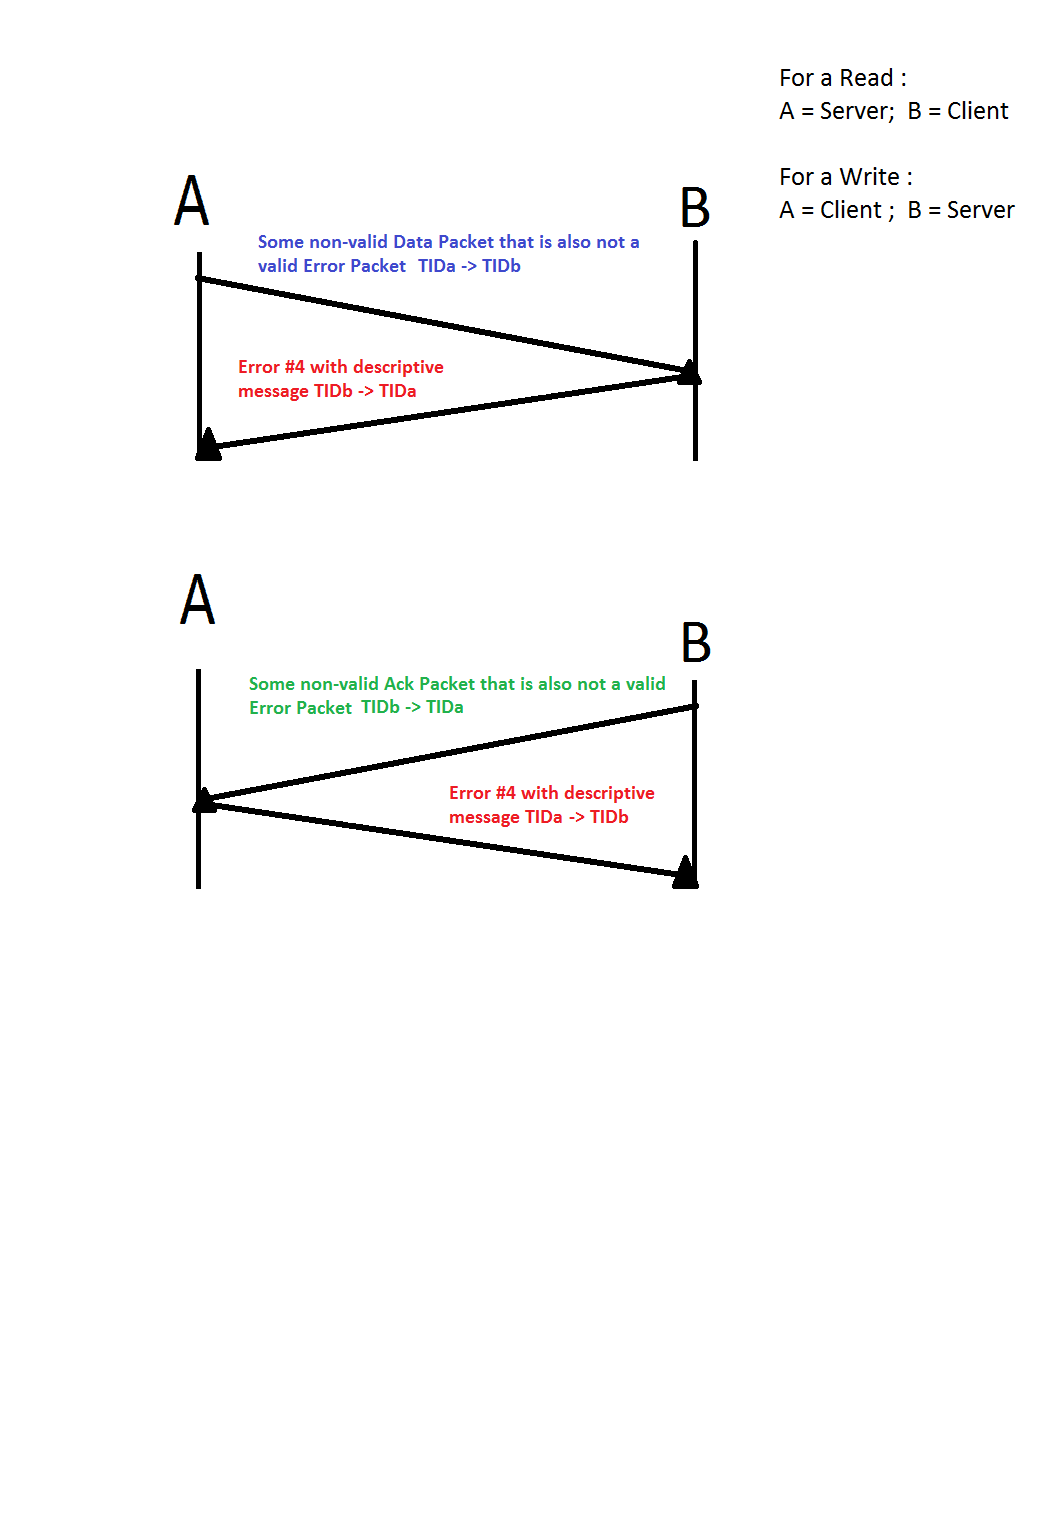 For a Read :
A = Server;  B = Client
For a Write :
A = Client ;  B = Server
A
B
Some non-valid Data Packet that is also not a
valid Error Packet   TIDa -> TIDb
Error #4 with descriptive
message TIDb -> TIDa
A
B
Some non-valid Ack Packet that is also not a valid
Error Packet  TIDb -> TIDa
Error #4 with descriptive
message TIDa -> TIDb